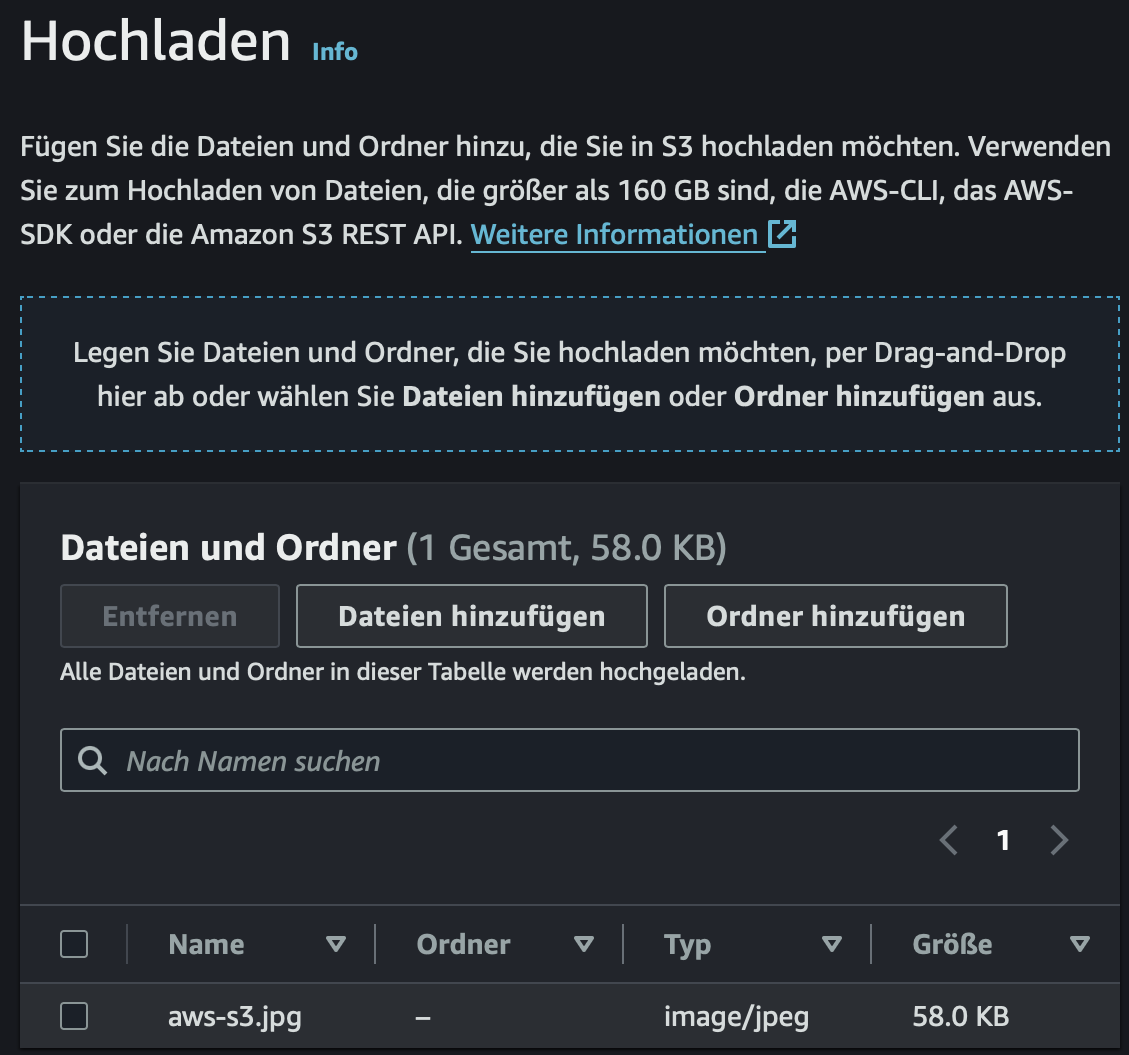 Hochladen Info
Fügen Sie die Dateien und Ordner hinzu, die Sie in S3 hochladen möchten. Verwenden
Sie zum Hochladen von Dateien, die größer als 160 GB sind, die AWS-CLI, das AWS-
SDK oder die Amazon S3 REST API. Weitere Informationen
Legen Sie Dateien und Ordner, die Sie hochladen möchten, per Drag-and-Drop
hier ab oder wählen Sie Dateien hinzufügen oder Ordner hinzufügen aus.
Dateien und Ordner (1 Gesamt, 58.0 KB)
Entfernen Dateien hinzufügen Ordner hinzufügen
Alle Dateien und Ordner in dieser Tabelle werden hochgeladen.
Nach Namen suchen
1
Name Ordner Typ Größe
aws-s3.jpg – image/jpeg 58.0 KB